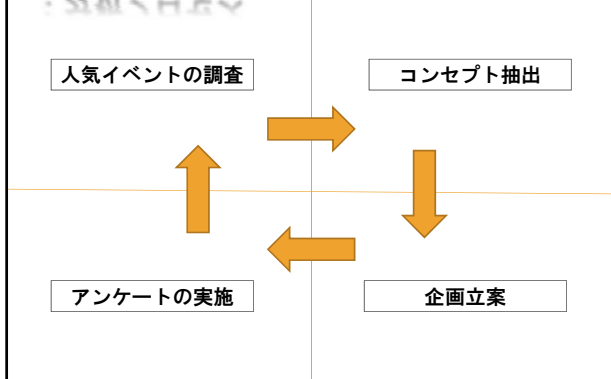 人気イベントの調査
コンセプト抽出
アンケートの実施
企画立案